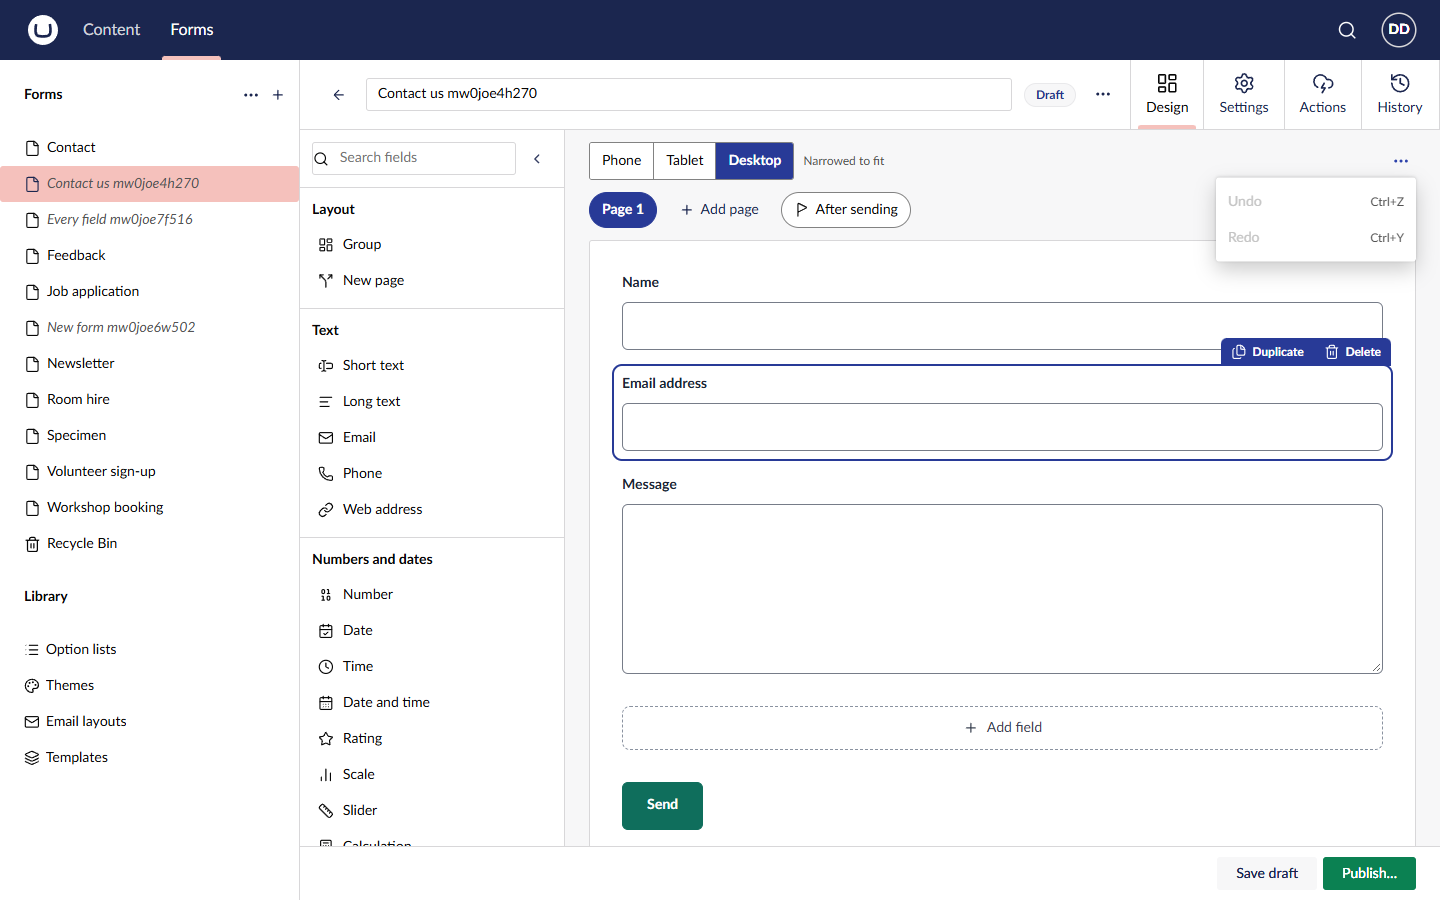 Content
Forms
DD
Forms
Contact
Contact us mw0joe4h270
Every field mw0joe7f516
Feedback
Job application
New form mw0joe6w502
Newsletter
Room hire
Specimen
Volunteer sign-up
Workshop booking
Recycle Bin
Library
Option lists
Themes
Email layouts
Templates
Contact us mw0joe4h270
Draft
Design
Settings
Actions
History
Search fields
Layout
Group
New page
Text
Short text
Long text
Email
Phone
Web address
Numbers and dates
Number
Date
Time
Date and time
Rating
Scale
Slider
Calculation
Phone
Tablet
Desktop
Narrowed to fit
Page 1
Add page
After sending
Undo Ctrl+Z
Redo Ctrl+Y
Name
Duplicate
Delete
Email address
Message
Add field
Send
Save draft
Publish...